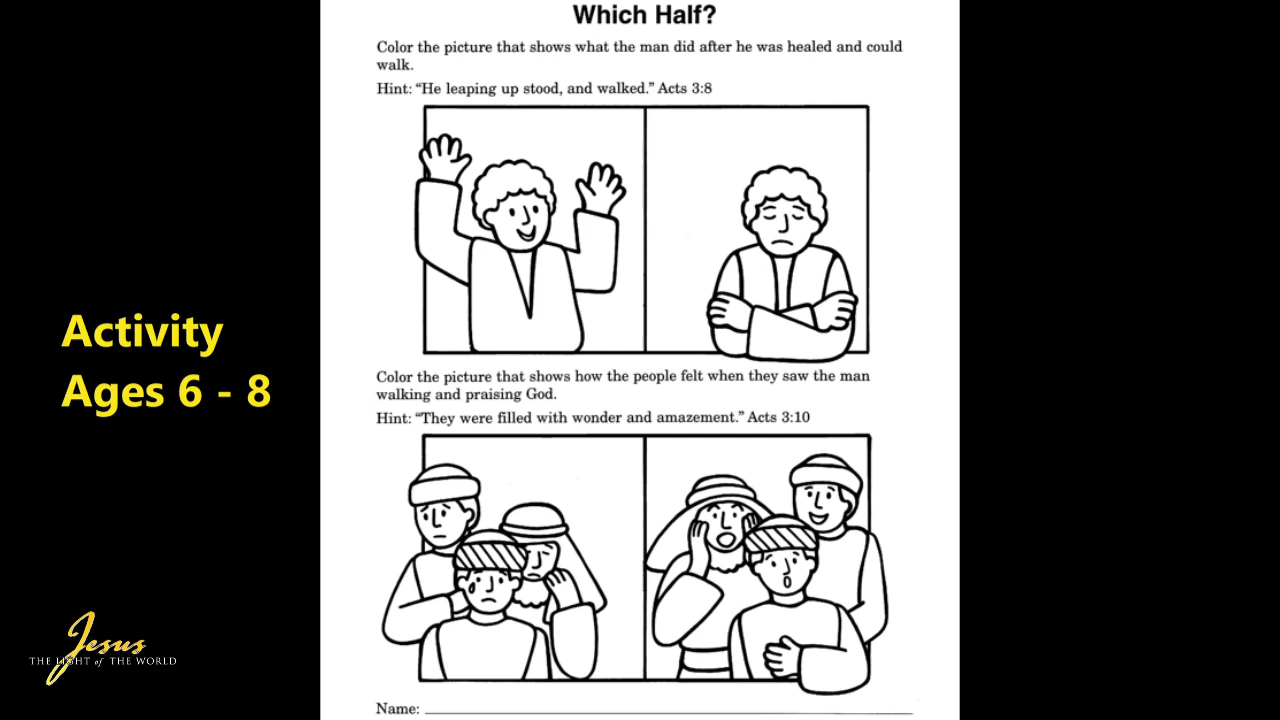 Which Half?
Color the picture that shows what the man did after he was healed and could
walk.
Hint: “He leaping up stood, and walked.” Acts 3:8
Color the picture that shows how the people felt when they saw the man
walking and praising God.
Hint: “They were filled with wonder and amazement.” Acts 3:10
Name:
Activity
Ages 6 - 8
Jesus
THE LIGHT of THE WORLD